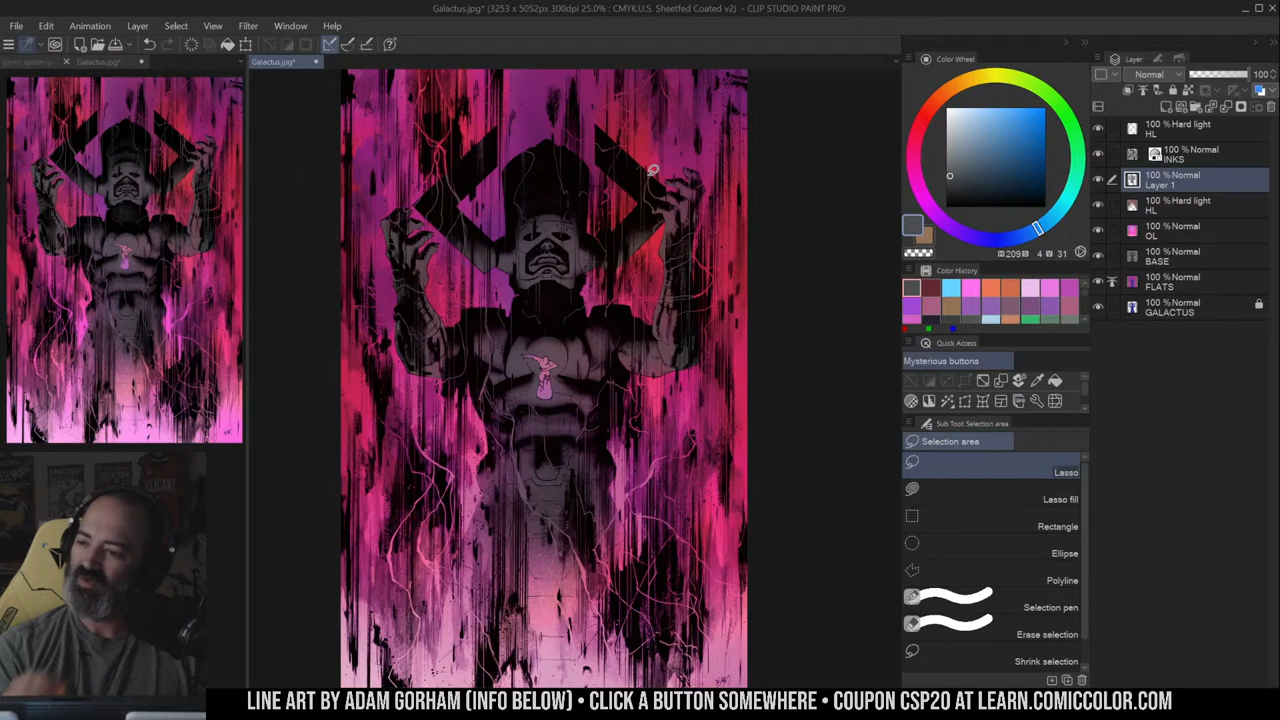 Galactus.jpg* (3253 x 5052px 300dpi 25.0% : CMYK:U.S. Sheetfed Coated v2) - CLIP STUDIO PAINT PRO
File Edit Animation Layer Select View Filter Window Help
Galactus.jpg* Galactus.jpg*
Color Wheel
H 209 S 4 V 31
Color History
Quick Access
Mysterious buttons
Sub Tool: Selection area
Selection area
Lasso
Lasso fill
Rectangle
Ellipse
Polyline
Selection pen
Erase selection
Shrink selection
Layer
Normal 100
100 % Hard light
HL
100 % Normal
INKS
100 % Normal
Layer 1
100 % Hard light
HL
100 % Normal
OL
100 % Normal
BASE
100 % Normal
FLATS
100 % Normal
GALACTUS
LINE ART BY ADAM GORHAM (INFO BELOW) • CLICK A BUTTON SOMEWHERE • COUPON CSP20 AT LEARN.COMICCOLOR.COM